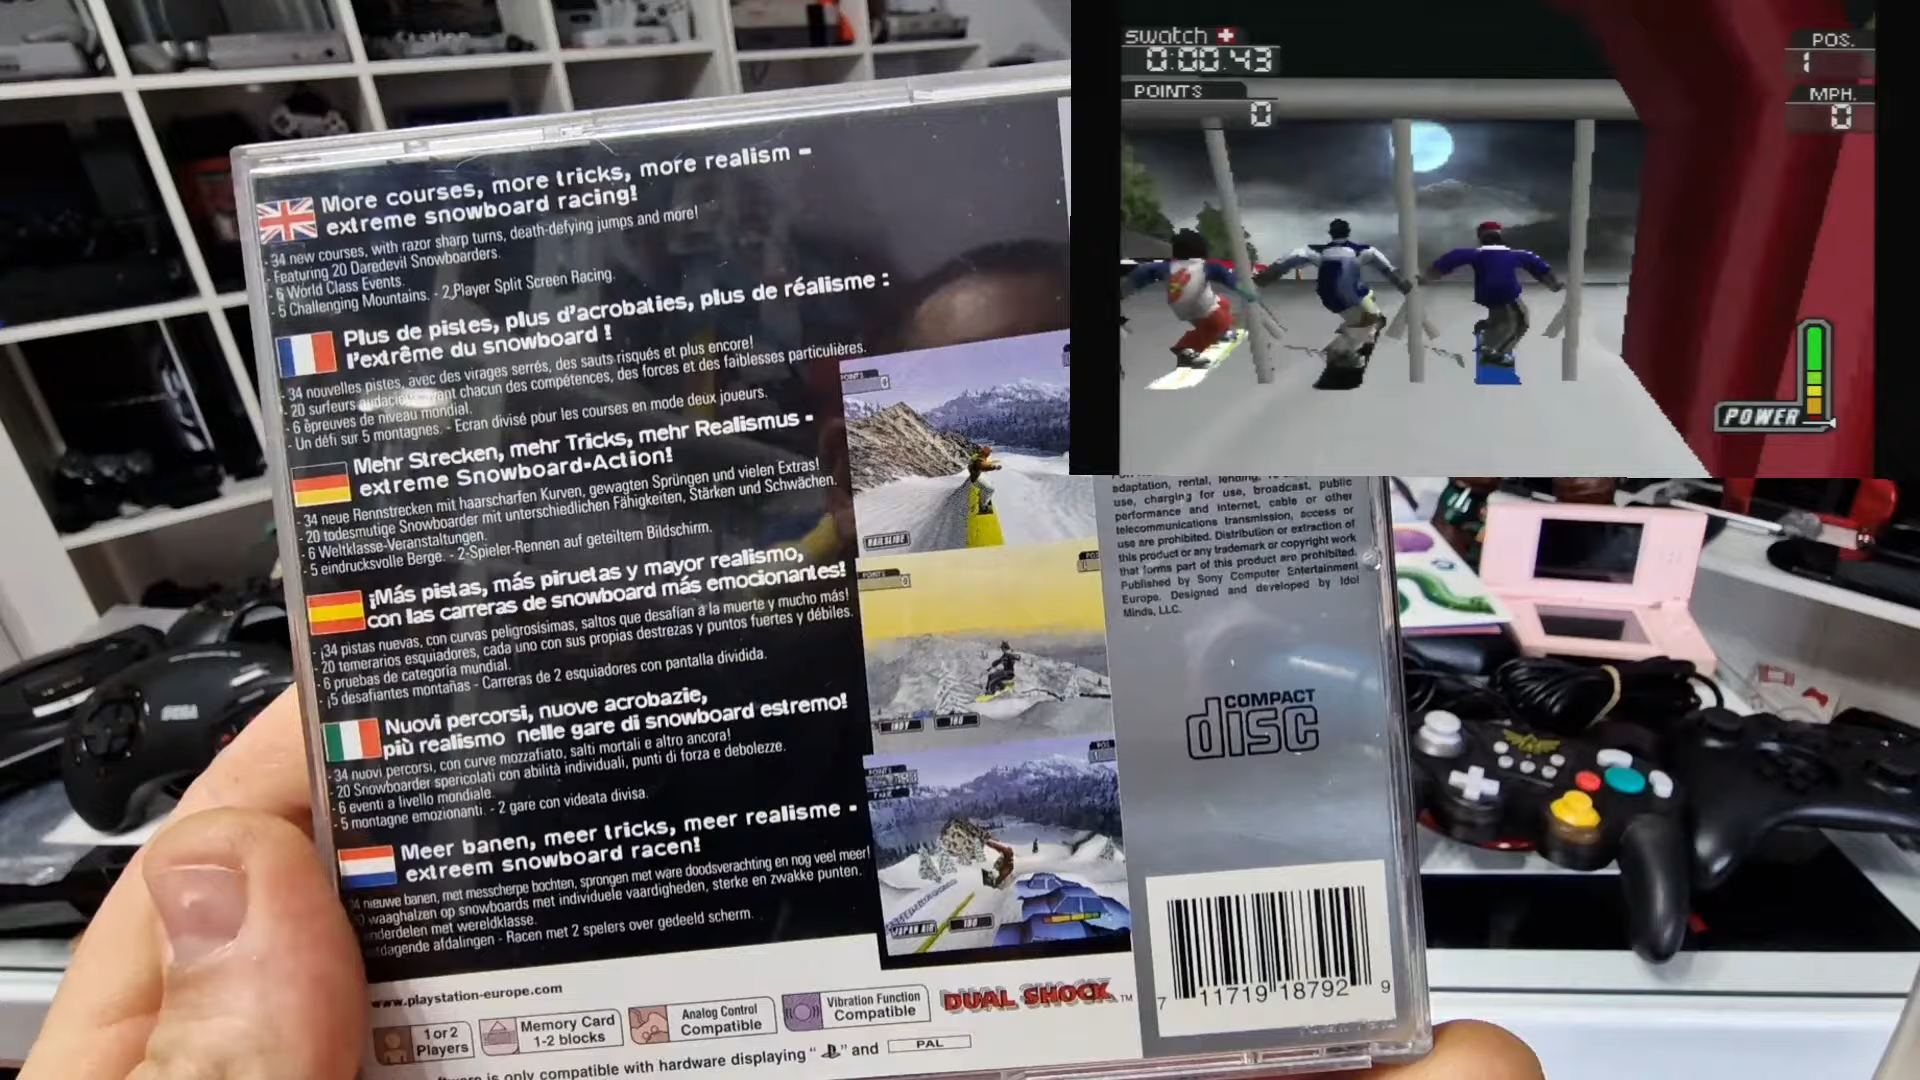 More courses, more tricks, more realism -
extreme snowboard racing!
- 34 new courses, with razor sharp turns, death-defying jumps and more!
- Featuring 20 Daredevil Snowboarders.
- 6 World Class Events.
- 5 Challenging Mountains. - 2 Player Split Screen Racing.
Plus de pistes, plus d'acrobaties, plus de réalisme :
l'extrême du snowboard !
- 34 nouvelles pistes, avec des virages serrés, des sauts risqués et plus encore!
- 20 surfeurs audacieux ayant chacun des compétences, des forces et des faiblesses particulières.
- 6 épreuves de niveau mondial.
- Un défi sur 5 montagnes. - Ecran divisé pour les courses en mode deux joueurs.
Mehr Strecken, mehr Tricks, mehr Realismus -
extreme Snowboard-Action!
- 34 neue Rennstrecken mit haarscharfen Kurven, gewagten Sprüngen und vielen Extras!
- 20 todesmutige Snowboarder mit unterschiedlichen Fähigkeiten, Stärken und Schwächen.
- 6 Weltklasse-Veranstaltungen.
- 5 eindrucksvolle Berge. - 2-Spieler-Rennen auf geteiltem Bildschirm.
¡Más pistas, más piruetas y mayor realismo,
con las carreras de snowboard más emocionantes!
- ¡34 pistas nuevas, con curvas peligrosísimas, saltos que desafían a la muerte y mucho más!
- 20 temerarios esquiadores, cada uno con sus propias destrezas y puntos fuertes y débiles.
- 6 pruebas de categoría mundial.
- ¡5 desafiantes montañas - Carreras de 2 esquiadores con pantalla dividida.
Nuovi percorsi, nuove acrobazie,
più realismo nelle gare di snowboard estremo!
- 34 nuovi percorsi, con curve mozzafiato, salti mortali e altro ancora!
- 20 Snowboarder spericolati con abilità individuali, punti di forza e debolezze.
- 6 eventi a livello mondiale.
- 5 montagne emozionanti. - 2 gare con videata divisa.
Meer banen, meer tricks, meer realisme -
extreem snowboard racen!
34 nieuwe banen, met messcherpe bochten, sprongen met ware doodsverachting en nog veel meer!
waaghalzen op snowboards met individuele vaardigheden, sterke en zwakke punten.
onderdelen met wereldklasse.
dagende afdalingen - Racen met 2 spelers over gedeeld scherm.
www.playstation-europe.com
1 or 2
Players
Memory Card
1-2 blocks
Analog Control
Compatible
Vibration Function
Compatible
DUAL SHOCK™
is only compatible with hardware displaying " " and PAL
POINTS
0
RAILSLIDE
INDY 180
JAPAN AIR 180
adaptation, rental, lending,
use, charging for use, broadcast, public
performance and internet, cable or other
telecommunications transmission, access or
use are prohibited. Distribution or extraction of
this product or any trademark or copyright work
that forms part of this product are prohibited.
Published by Sony Computer Entertainment
Europe. Designed and developed by Idol
Minds, LLC.
COMPACT
disc
7 11719 18792 9
swatch
0:00.43
POINTS
0
POS.
1
MPH.
0
POWER
SEGA